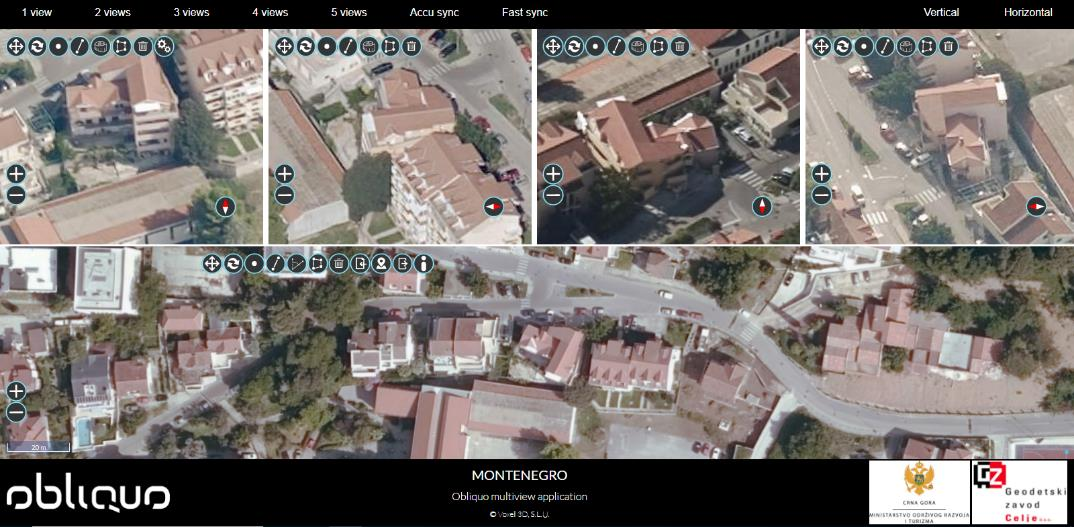 1 view 2 views 3 views 4 views 5 views Accu sync Fast sync Vertical Horizontal
20 m
obliquo
MONTENEGRO
Obliquo multiview application
© Voxel 3D, S.L.U.
CRNA GORA
MINISTARSTVO ODRŽIVOG RAZVOJA
I TURIZMA
GZ
Geodetski
zavod
Celje d.o.o.